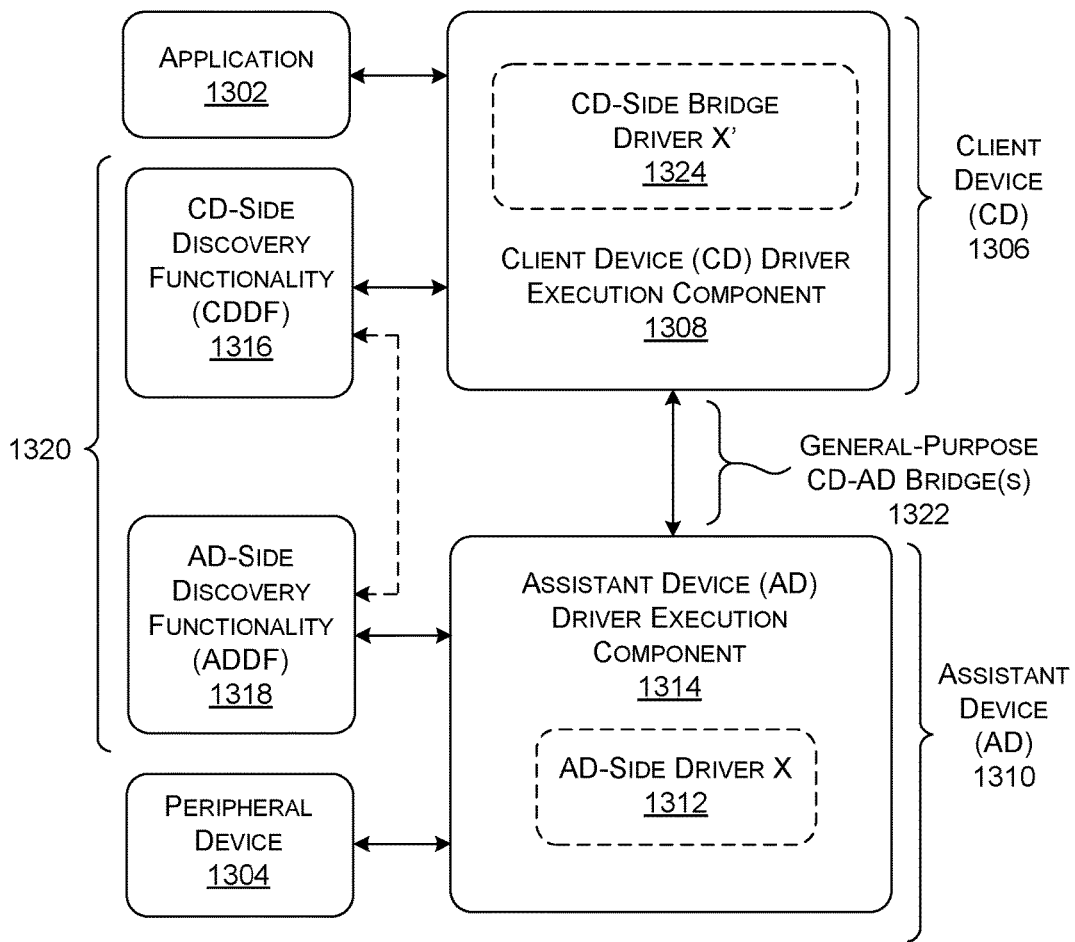 APPLICATION
1302
CD-SIDE BRIDGE
DRIVER X’
1324
CLIENT DEVICE (CD) DRIVER
EXECUTION COMPONENT
1308
CLIENT
DEVICE
(CD)
1306
CD-SIDE
DISCOVERY
FUNCTIONALITY
(CDDF)
1316
1320
GENERAL-PURPOSE
CD-AD BRIDGE(S)
1322
AD-SIDE
DISCOVERY
FUNCTIONALITY
(ADDF)
1318
ASSISTANT DEVICE (AD)
DRIVER EXECUTION
COMPONENT
1314
AD-SIDE DRIVER X
1312
ASSISTANT
DEVICE
(AD)
1310
PERIPHERAL
DEVICE
1304